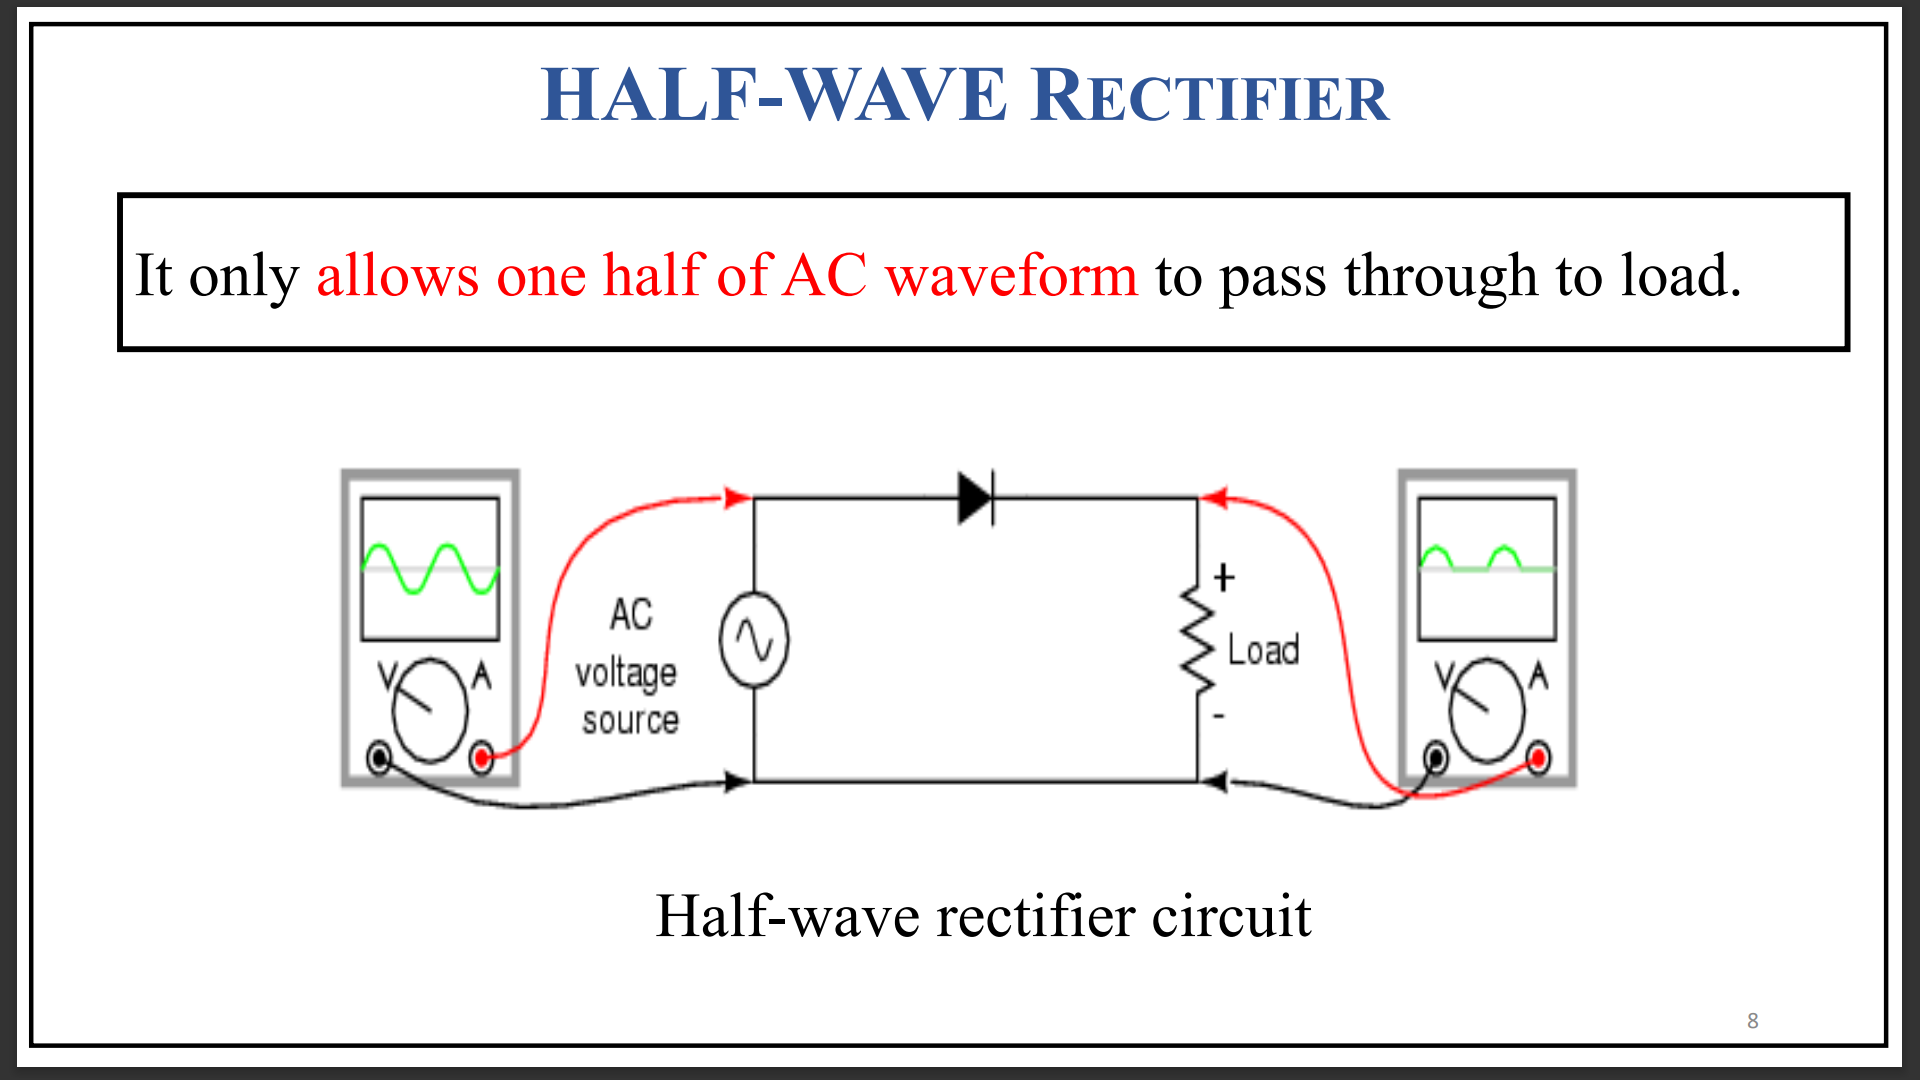 HALF-WAVE RECTIFIER
It only allows one half of AC waveform to pass through to load.
V A
AC
voltage
source
+
Load
-
V A
Half-wave rectifier circuit
8